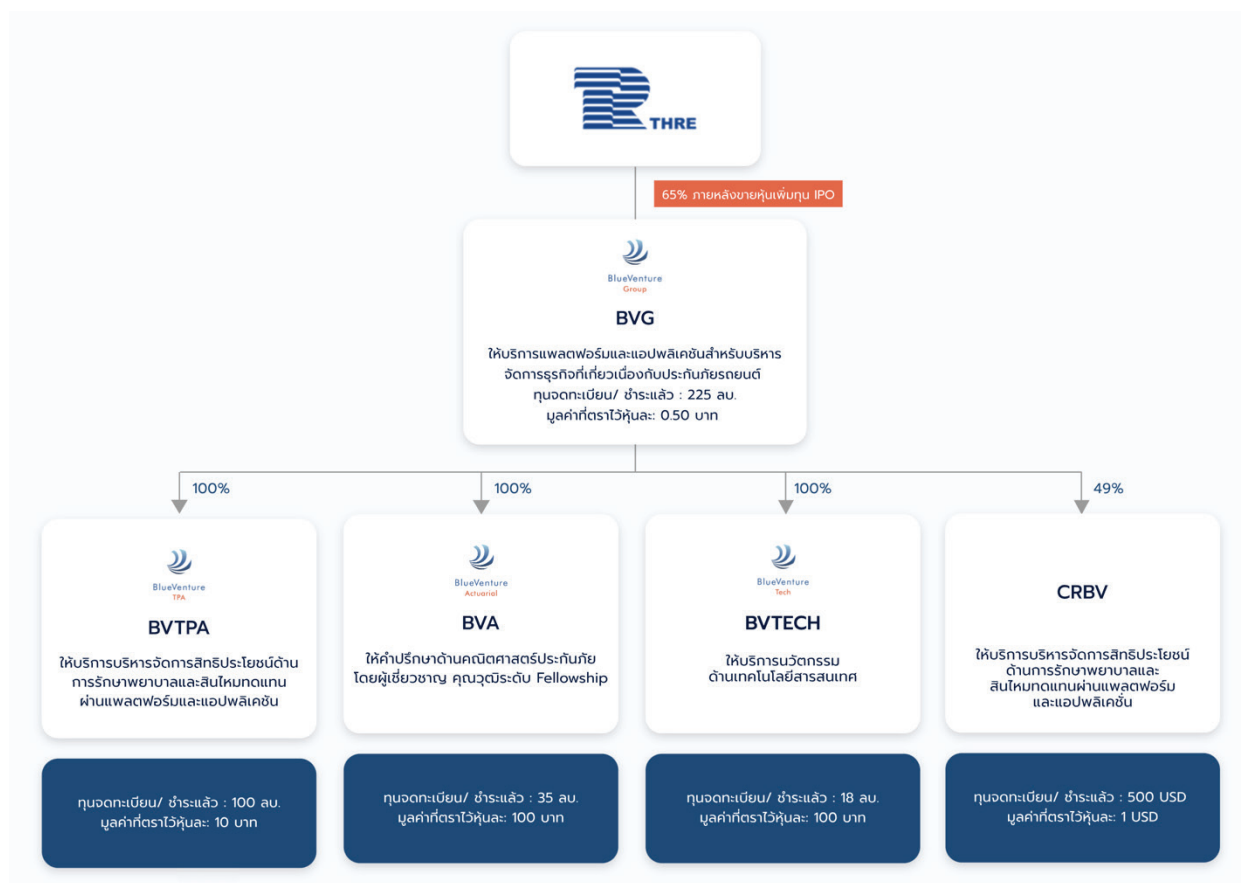 THRE
65% ภายหลังขายหุ้นเพิ่มทุน IPO
BlueVenture
Group
BVG
ให้บริการแพลตฟอร์มและแอปพลิเคชันสำหรับบริหาร
จัดการธุรกิจที่เกี่ยวเนื่องกับประกันภัยรถยนต์
ทุนจดทะเบียน/ ชำระแล้ว : 225 ลบ.
มูลค่าที่ตราไว้หุ้นละ: 0.50 บาท
100%
100%
100%
49%
BlueVenture
TPA
BVTPA
ให้บริการบริหารจัดการสิทธิประโยชน์ด้าน
การรักษาพยาบาลและสินไหมทดแทน
ผ่านแพลตฟอร์มและแอปพลิเคชัน
ทุนจดทะเบียน/ ชำระแล้ว : 100 ลบ.
มูลค่าที่ตราไว้หุ้นละ: 10 บาท
BlueVenture
Actuarial
BVA
ให้คำปรึกษาด้านคณิตศาสตร์ประกันภัย
โดยผู้เชี่ยวชาญ คุณวุฒิระดับ Fellowship
ทุนจดทะเบียน/ ชำระแล้ว : 35 ลบ.
มูลค่าที่ตราไว้หุ้นละ: 100 บาท
BlueVenture
Tech
BVTECH
ให้บริการนวัตกรรม
ด้านเทคโนโลยีสารสนเทศ
ทุนจดทะเบียน/ ชำระแล้ว : 18 ลบ.
มูลค่าที่ตราไว้หุ้นละ: 100 บาท
CRBV
ให้บริการบริหารจัดการสิทธิประโยชน์
ด้านการรักษาพยาบาลและ
สินไหมทดแทนผ่านแพลตฟอร์ม
และแอปพลิเคชั่น
ทุนจดทะเบียน/ ชำระแล้ว : 500 USD
มูลค่าที่ตราไว้หุ้นละ: 1 USD